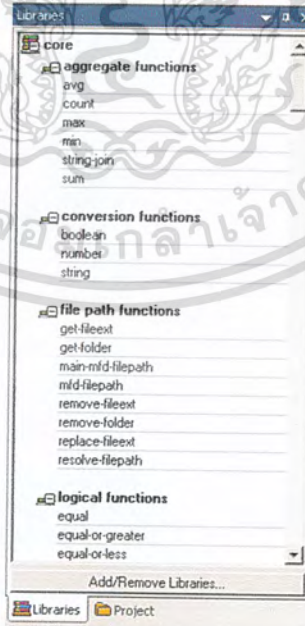 Libraries
core
aggregate functions
avg
count
max
min
string-join
sum
conversion functions
boolean
number
string
file path functions
get-fileext
get-folder
main-mfd-filepath
mfd-filepath
remove-fileext
remove-folder
replace-fileext
resolve-filepath
logical functions
equal
equal-or-greater
equal-or-less
Add/Remove Libraries...
Libraries
Project